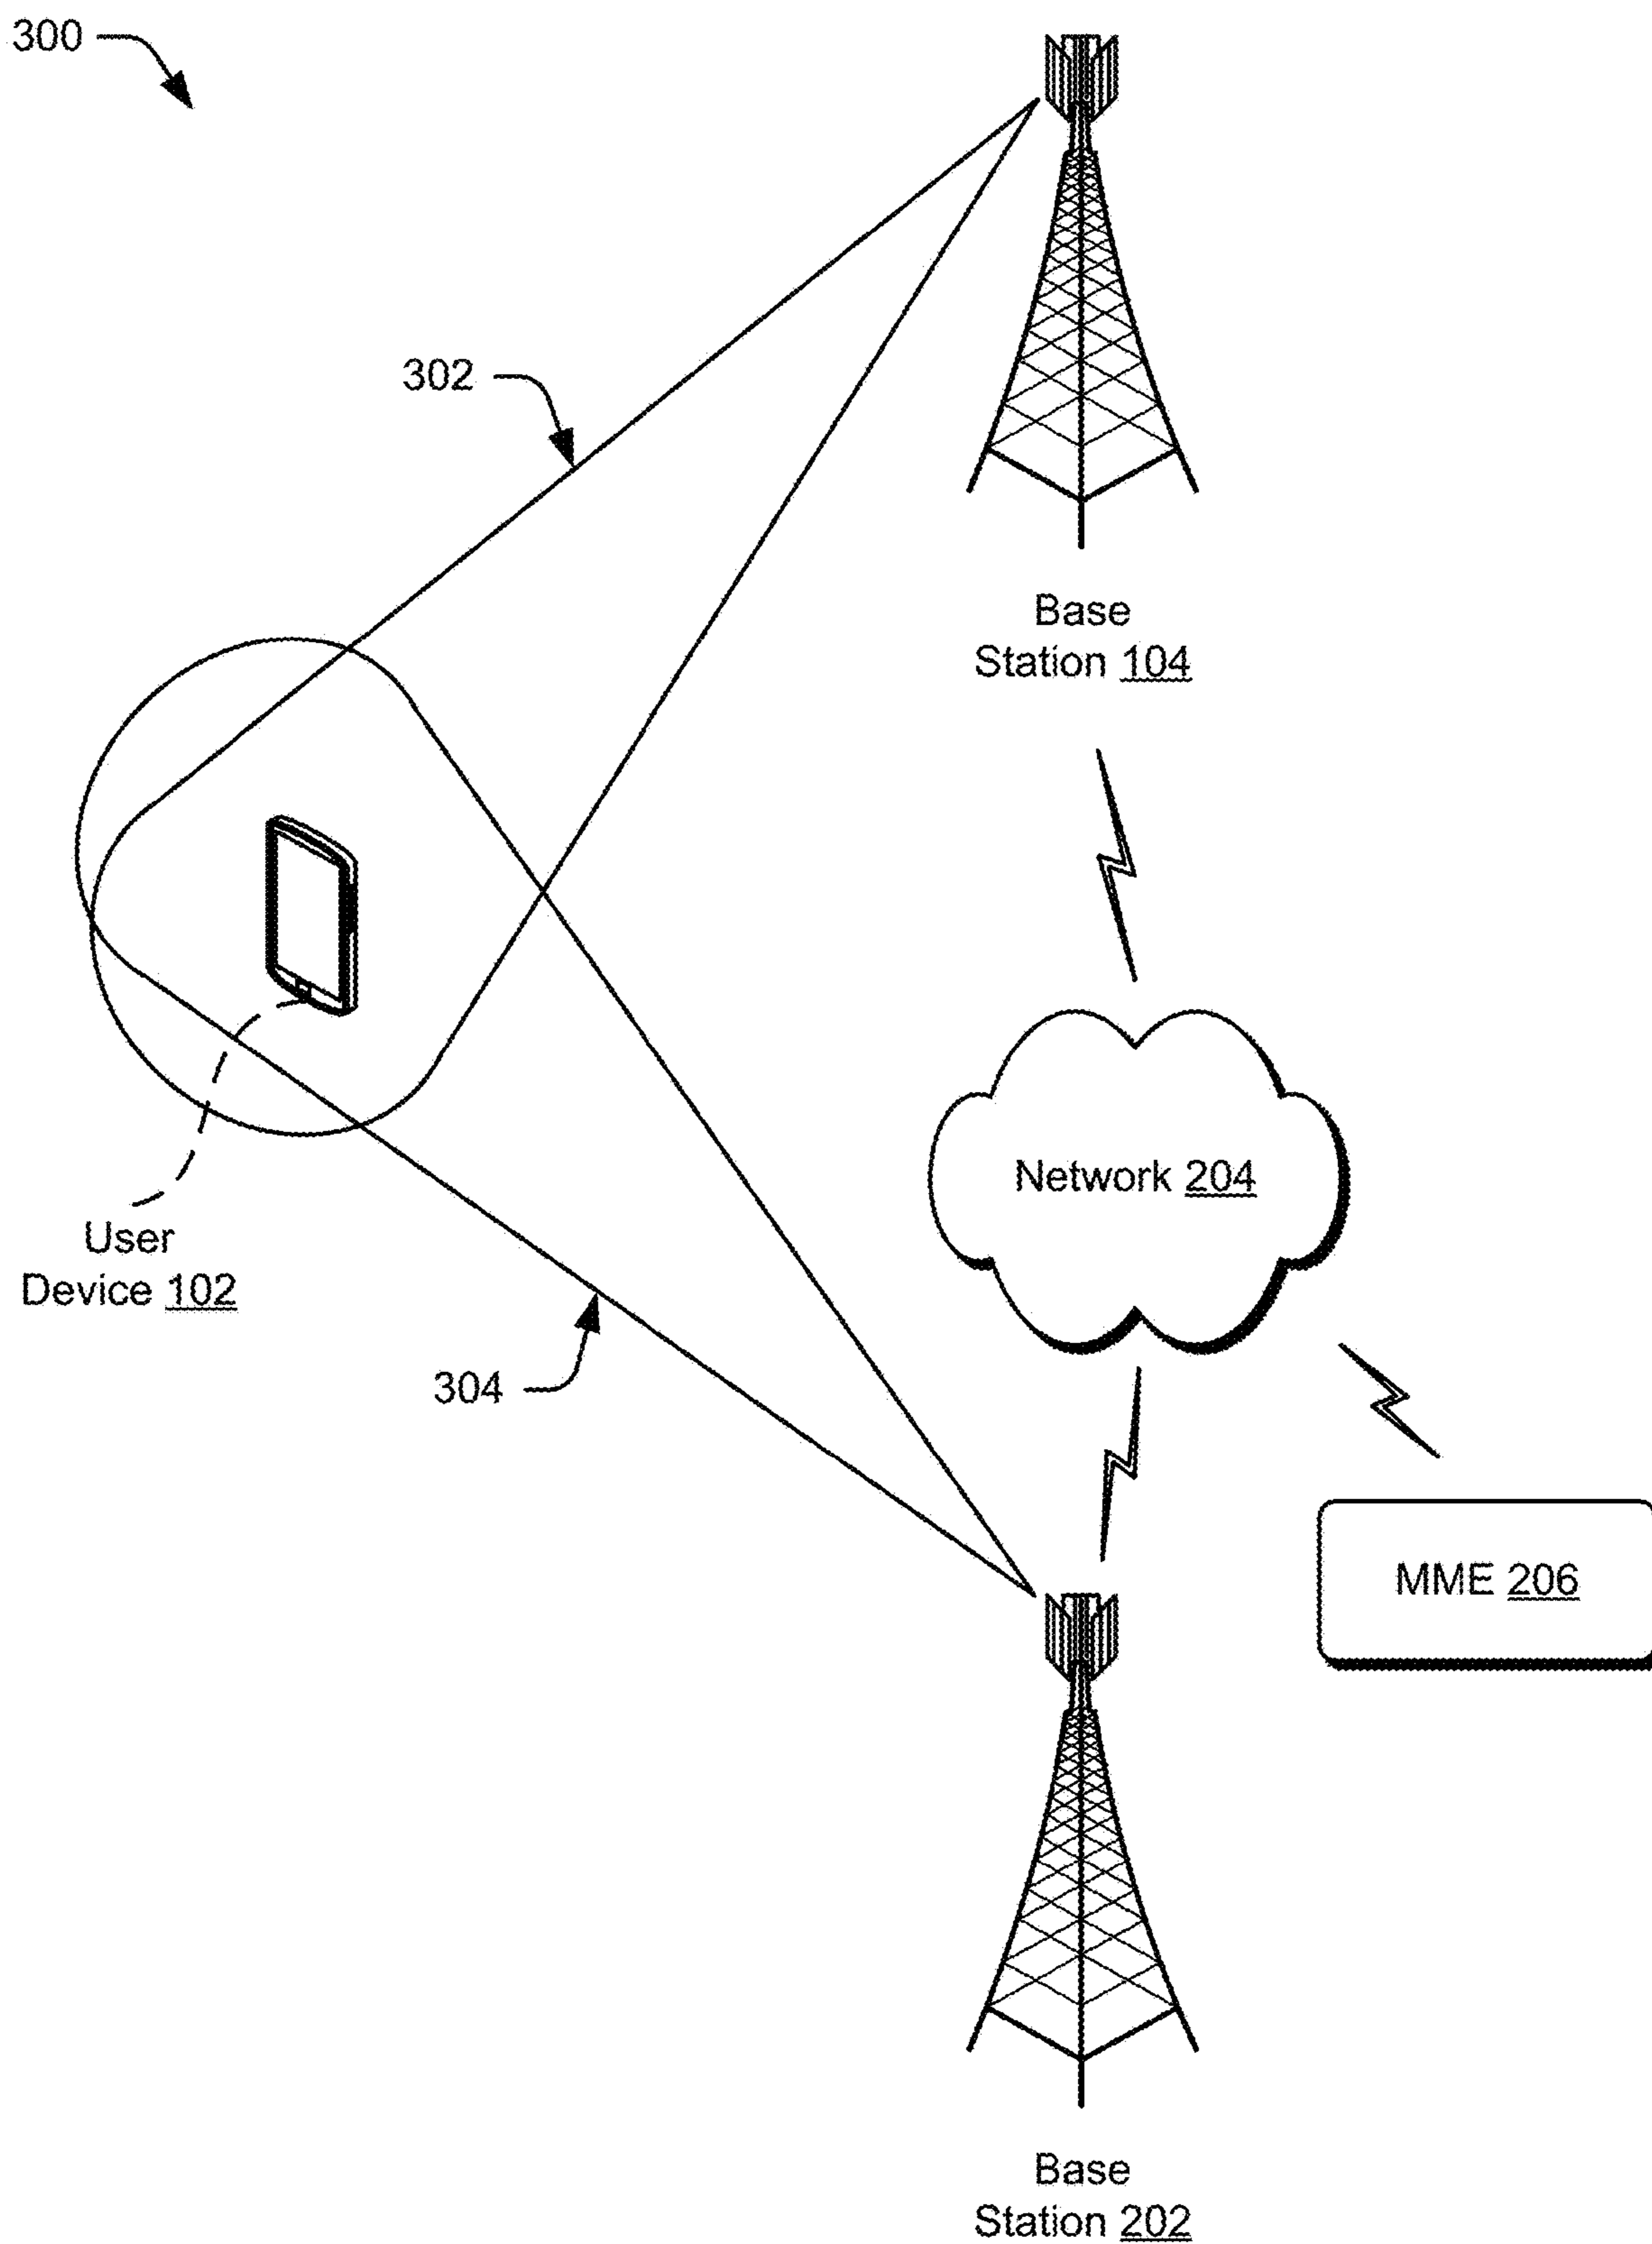 300
302
Base
Station 104
Network 204
User
Device 102
304
MME 206
Base
Station 202